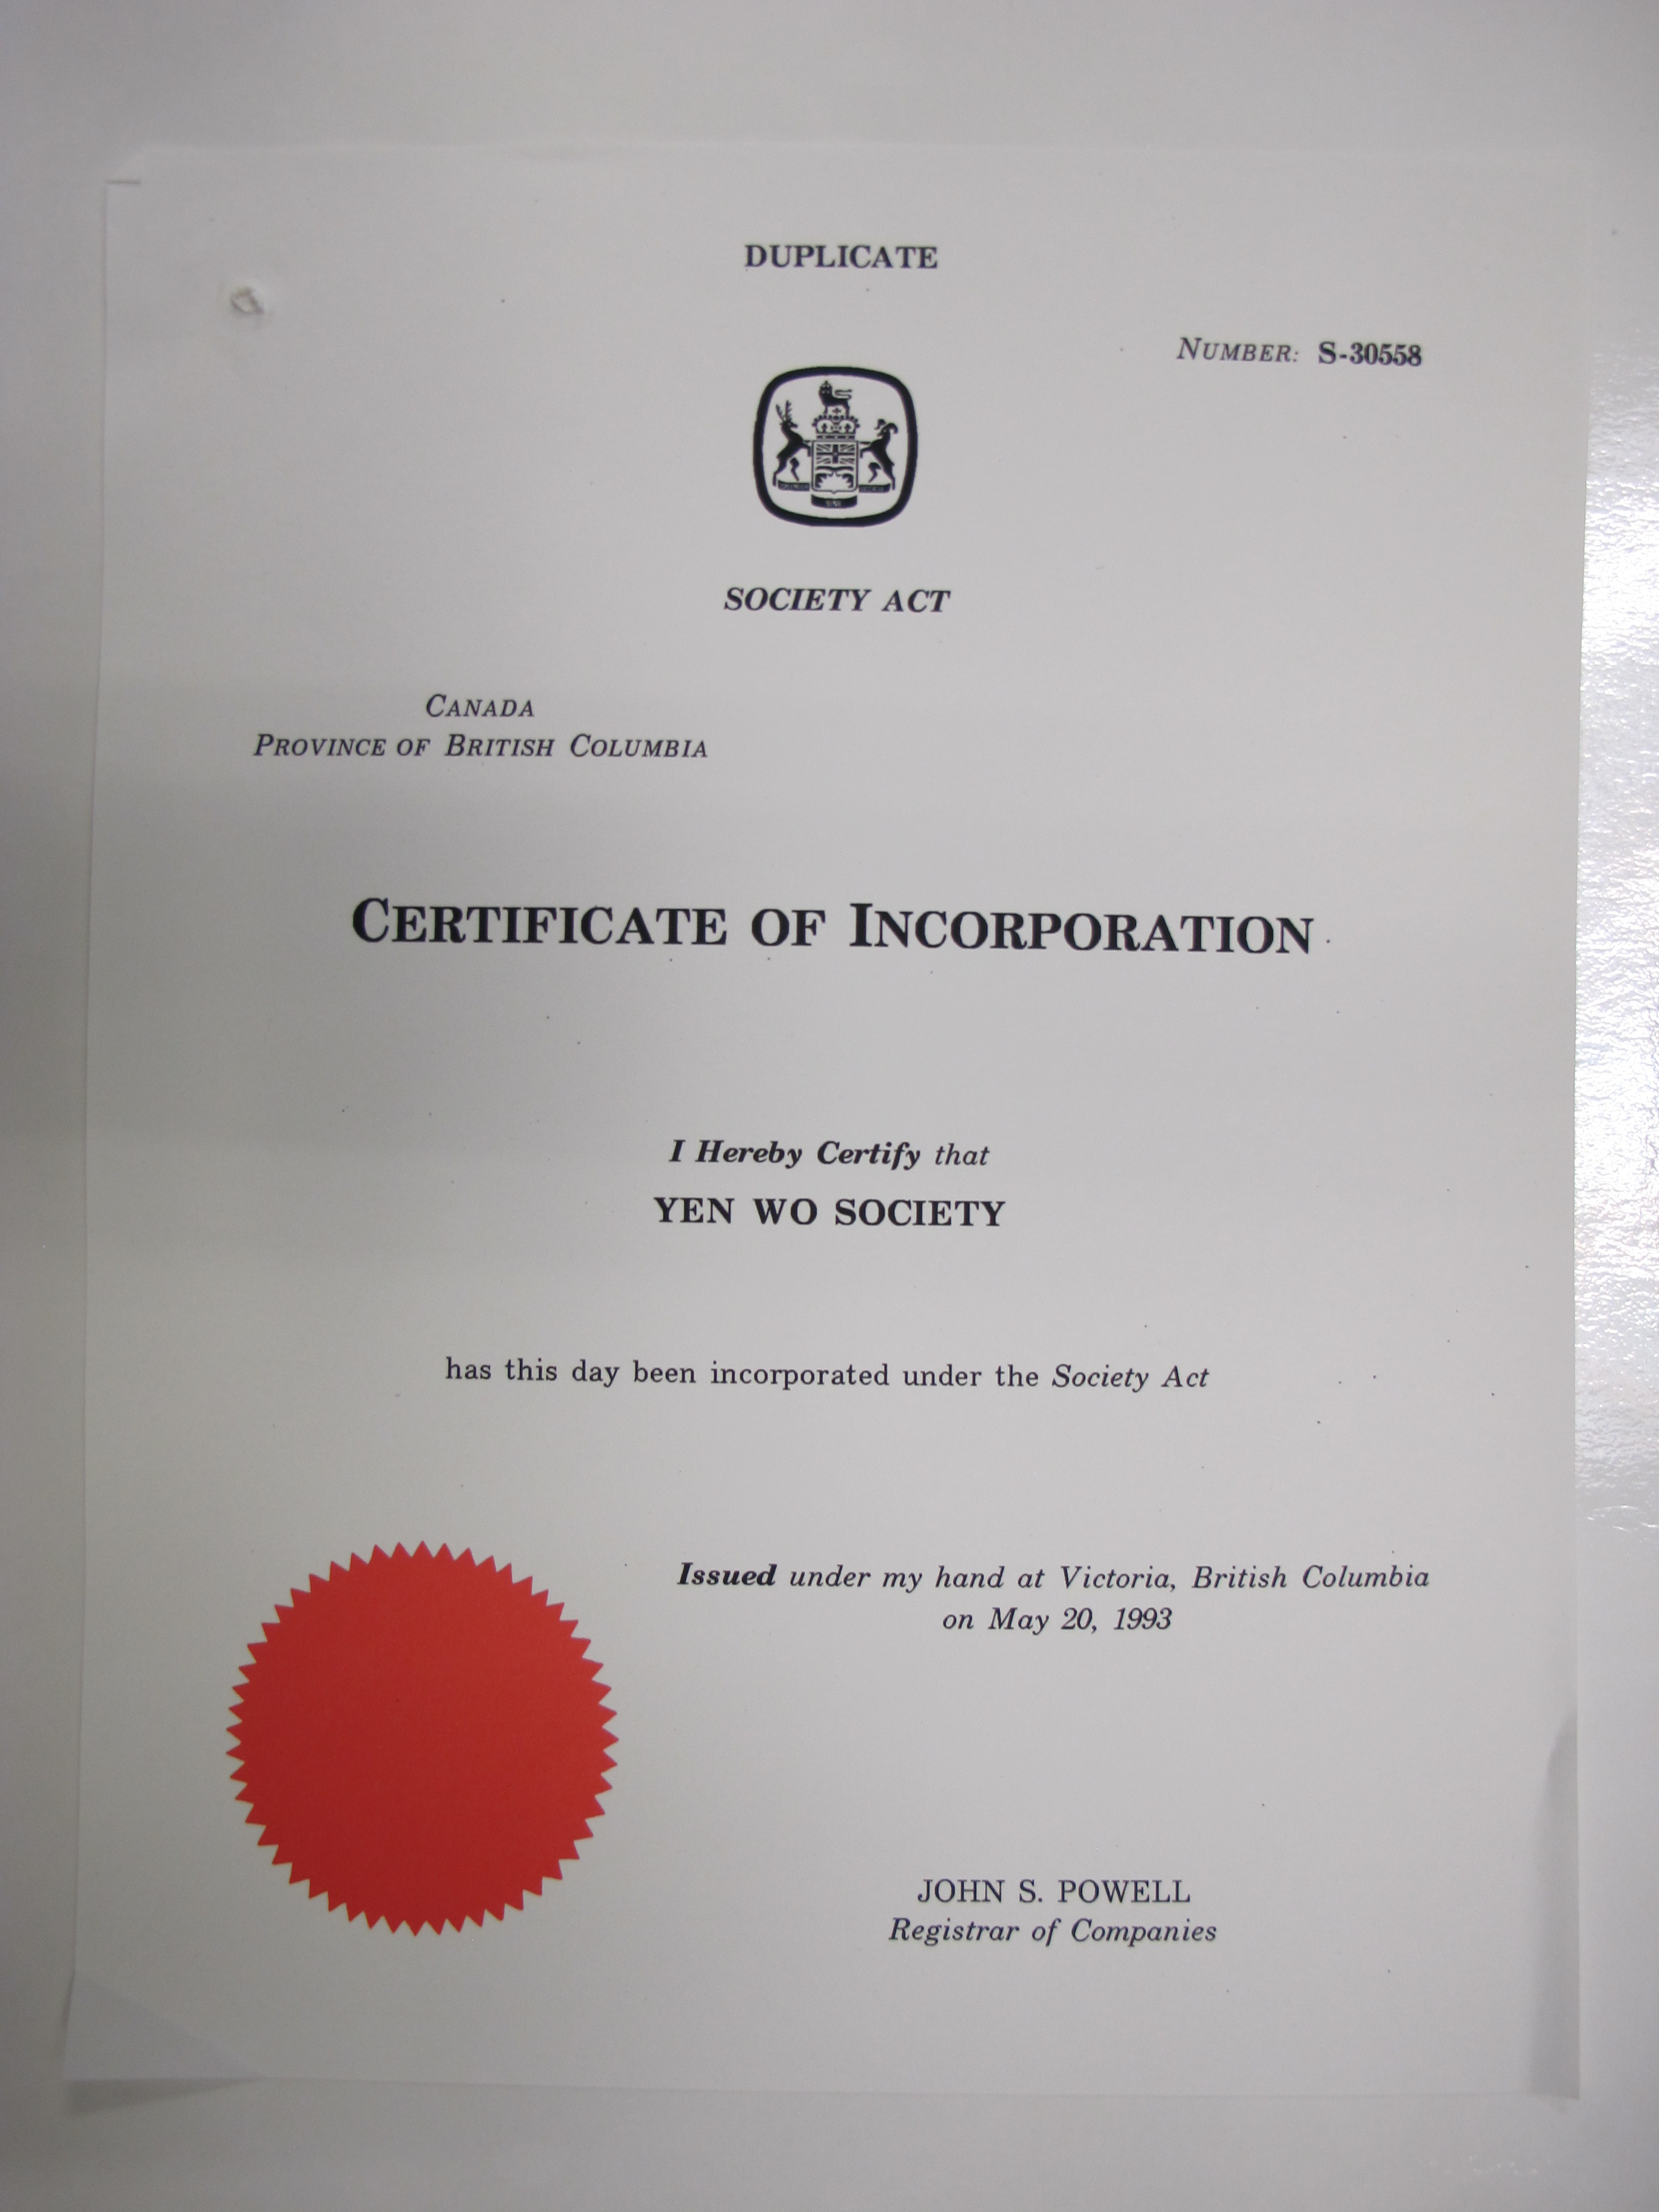 DUPLICATE
NUMBER: S-30558
SOCIETY ACT
CANADA
PROVINCE OF BRITISH COLUMBIA
CERTIFICATE OF INCORPORATION
I Hereby Certify that
YEN WO SOCIETY
has this day been incorporated under the Society Act
Issued under my hand at Victoria, British Columbia
on May 20, 1993
JOHN S. POWELL
Registrar of Companies